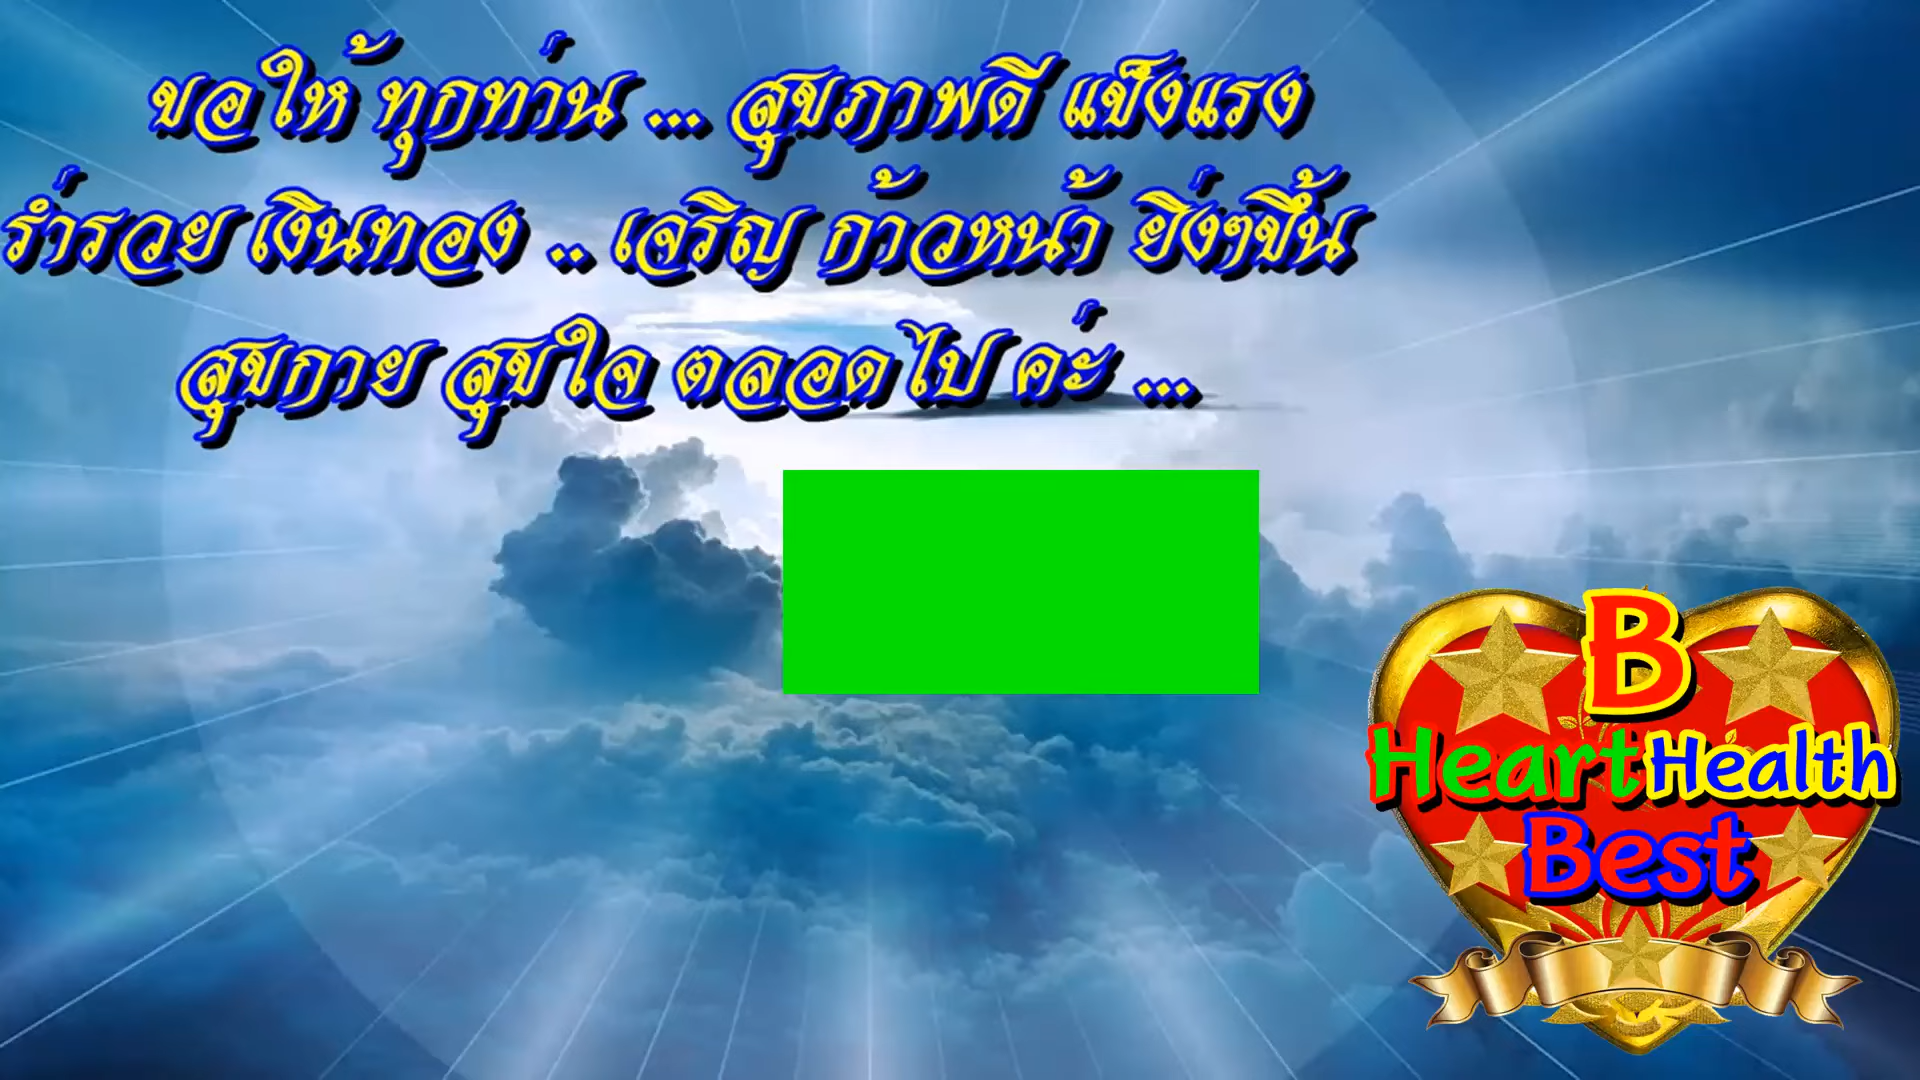 ขอให้ ทุกท่าน ... สุขภาพดี แข็งแรง
ร่ำรวย เงินทอง .. เจริญ ก้าวหน้า ยิ่งๆขึ้น
สุขกาย สุขใจ ตลอดไป ค่ะ ...
B
Heart Health
Best